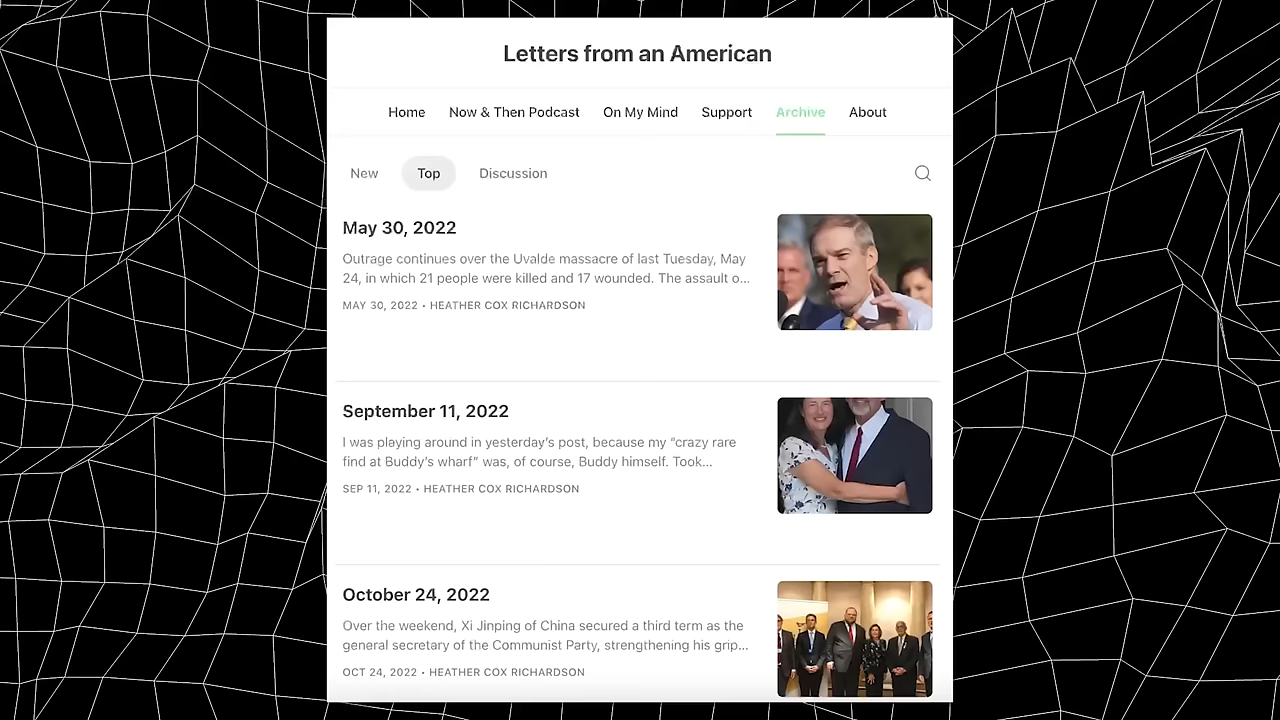 Letters from an American
Home Now & Then Podcast On My Mind Support Archive About
New Top Discussion
May 30, 2022
Outrage continues over the Uvalde massacre of last Tuesday, May
24, in which 21 people were killed and 17 wounded. The assault o...
MAY 30, 2022 • HEATHER COX RICHARDSON
September 11, 2022
I was playing around in yesterday’s post, because my “crazy rare
find at Buddy’s wharf” was, of course, Buddy himself. Took...
SEP 11, 2022 • HEATHER COX RICHARDSON
October 24, 2022
Over the weekend, Xi Jinping of China secured a third term as the
general secretary of the Communist Party, strengthening his grip...
OCT 24, 2022 • HEATHER COX RICHARDSON